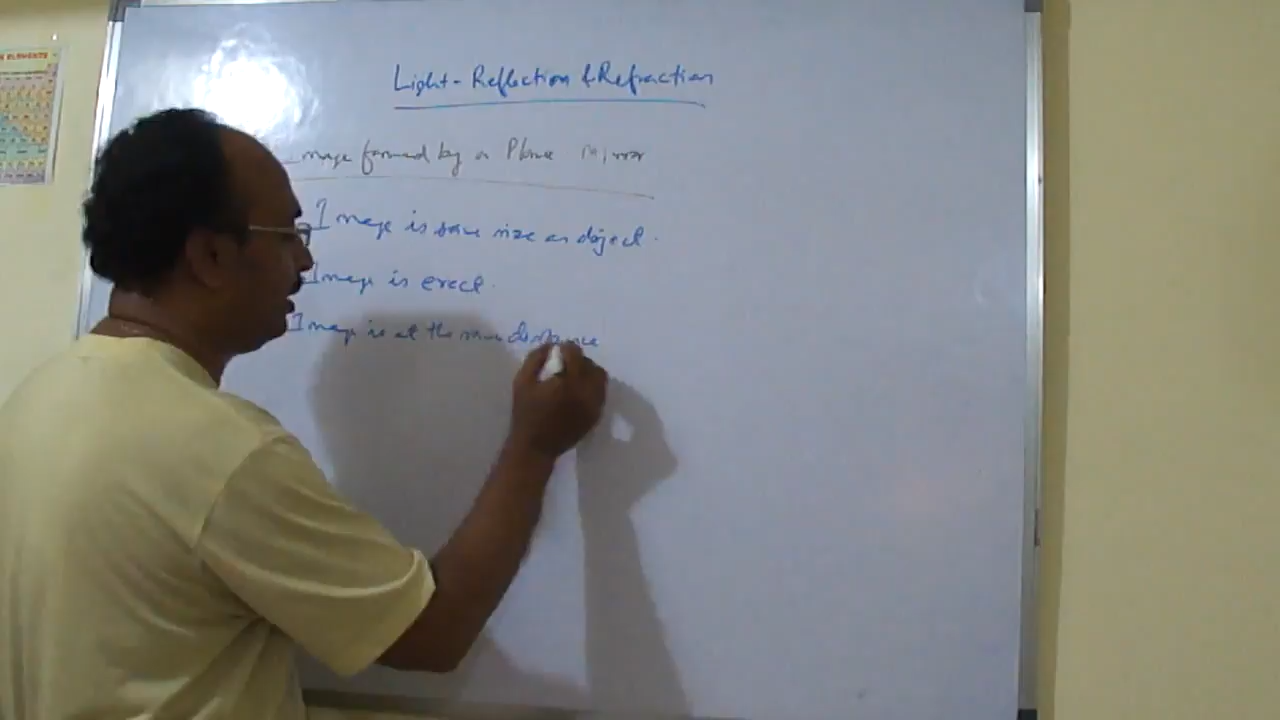 ELEMENTS
Light - Reflection & Refraction
Image formed by a Plane Mirror
Image is same size as object.
Image is erect.
Image is at the same distance